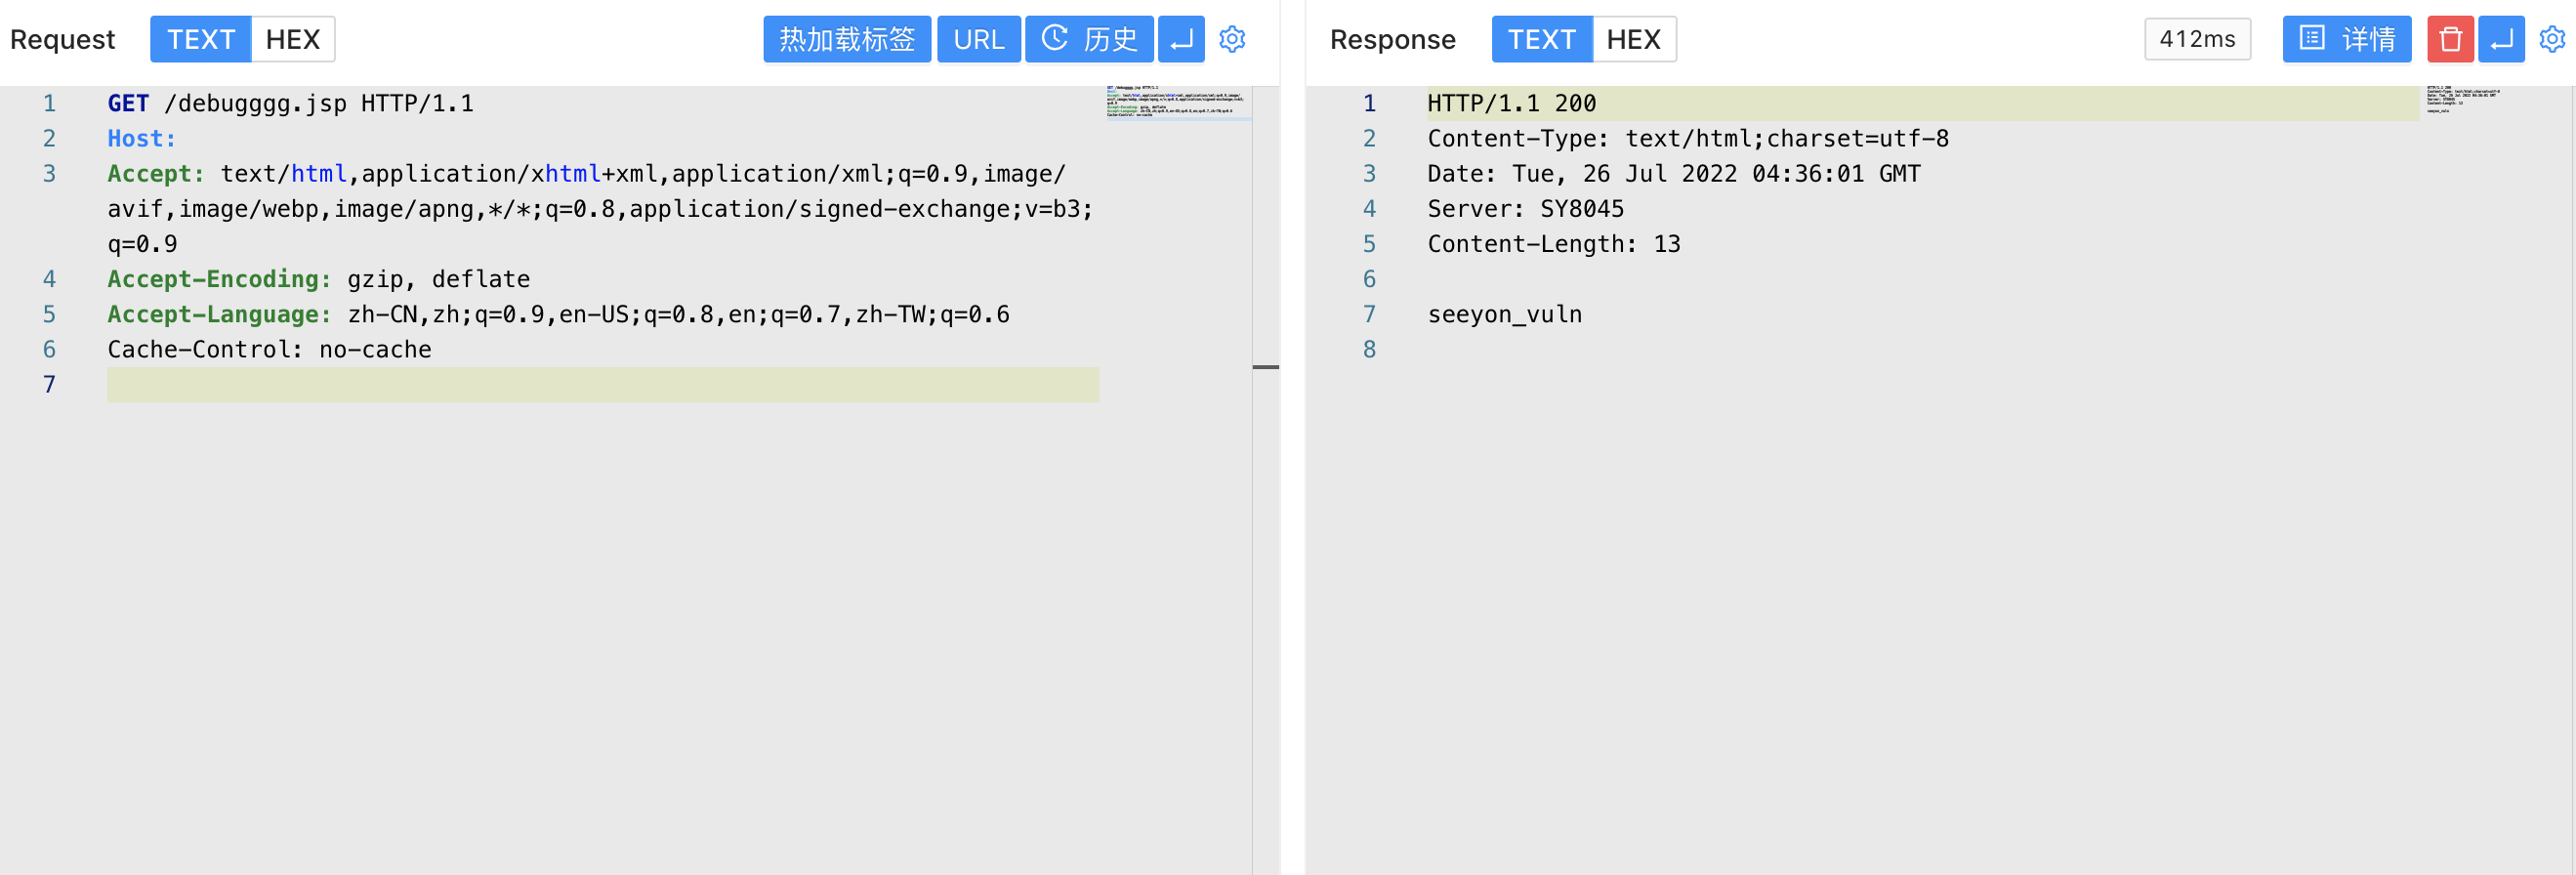 Request TEXT HEX 热加载标签 URL 历史
1 GET /debugggg.jsp HTTP/1.1
2 Host:
3 Accept: text/html,application/xhtml+xml,application/xml;q=0.9,image/
avif,image/webp,image/apng,*/*;q=0.8,application/signed-exchange;v=b3;
q=0.9
4 Accept-Encoding: gzip, deflate
5 Accept-Language: zh-CN,zh;q=0.9,en-US;q=0.8,en;q=0.7,zh-TW;q=0.6
6 Cache-Control: no-cache
7
Response TEXT HEX 412ms 详情
1 HTTP/1.1 200
2 Content-Type: text/html;charset=utf-8
3 Date: Tue, 26 Jul 2022 04:36:01 GMT
4 Server: SY8045
5 Content-Length: 13
6
7 seeyon_vuln
8